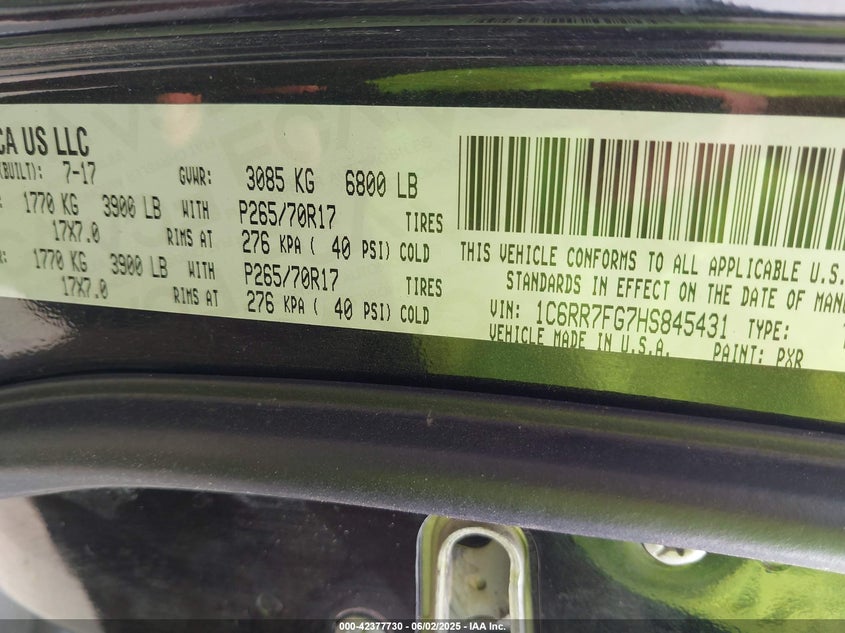 CA US LLC
(BUILT): 7-17 GVWR: 3085 KG 6800 LB
1770 KG 3900 LB WITH P265/70R17 TIRES
17X7.0 RIMS AT 276 KPA ( 40 PSI) COLD
1770 KG 3900 LB WITH P265/70R17 TIRES
17X7.0 RIMS AT 276 KPA ( 40 PSI) COLD
THIS VEHICLE CONFORMS TO ALL APPLICABLE U.S.
STANDARDS IN EFFECT ON THE DATE OF MAN
VIN: 1C6RR7FG7HS845431 TYPE:
VEHICLE MADE IN U.S.A. PAINT: PXR
000-42377730 - 06/02/2025 - IAA Inc.